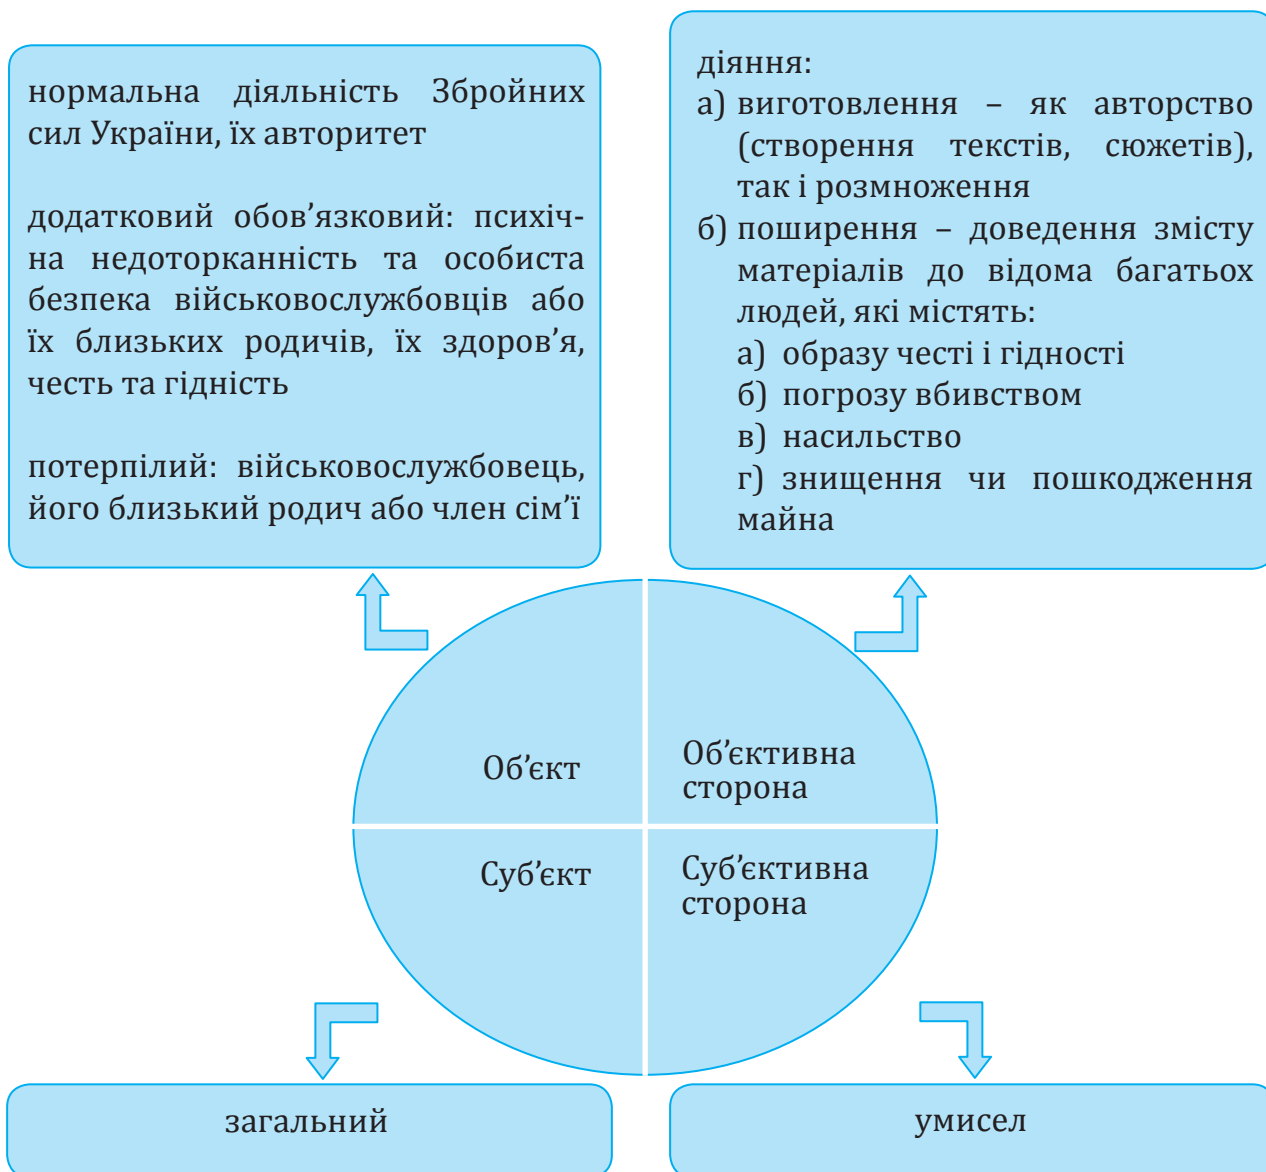 нормальна діяльність Збройних
сил України, їх авторитет
додатковий обов’язковий: психіч-
на недоторканність та особиста
безпека військовослужбовців або
їх близьких родичів, їх здоров’я,
честь та гідність
потерпілий: військовослужбовець,
його близький родич або член сім’ї
діяння:
а) виготовлення – як авторство
(створення текстів, сюжетів),
так і розмноження
б) поширення – доведення змісту
матеріалів до відома багатьох
людей, які містять:
а) образу честі і гідності
б) погрозу вбивством
в) насильство
г) знищення чи пошкодження
майна
Об’єкт
Об’єктивна
сторона
Суб’єкт
Суб’єктивна
сторона
загальний
умисел